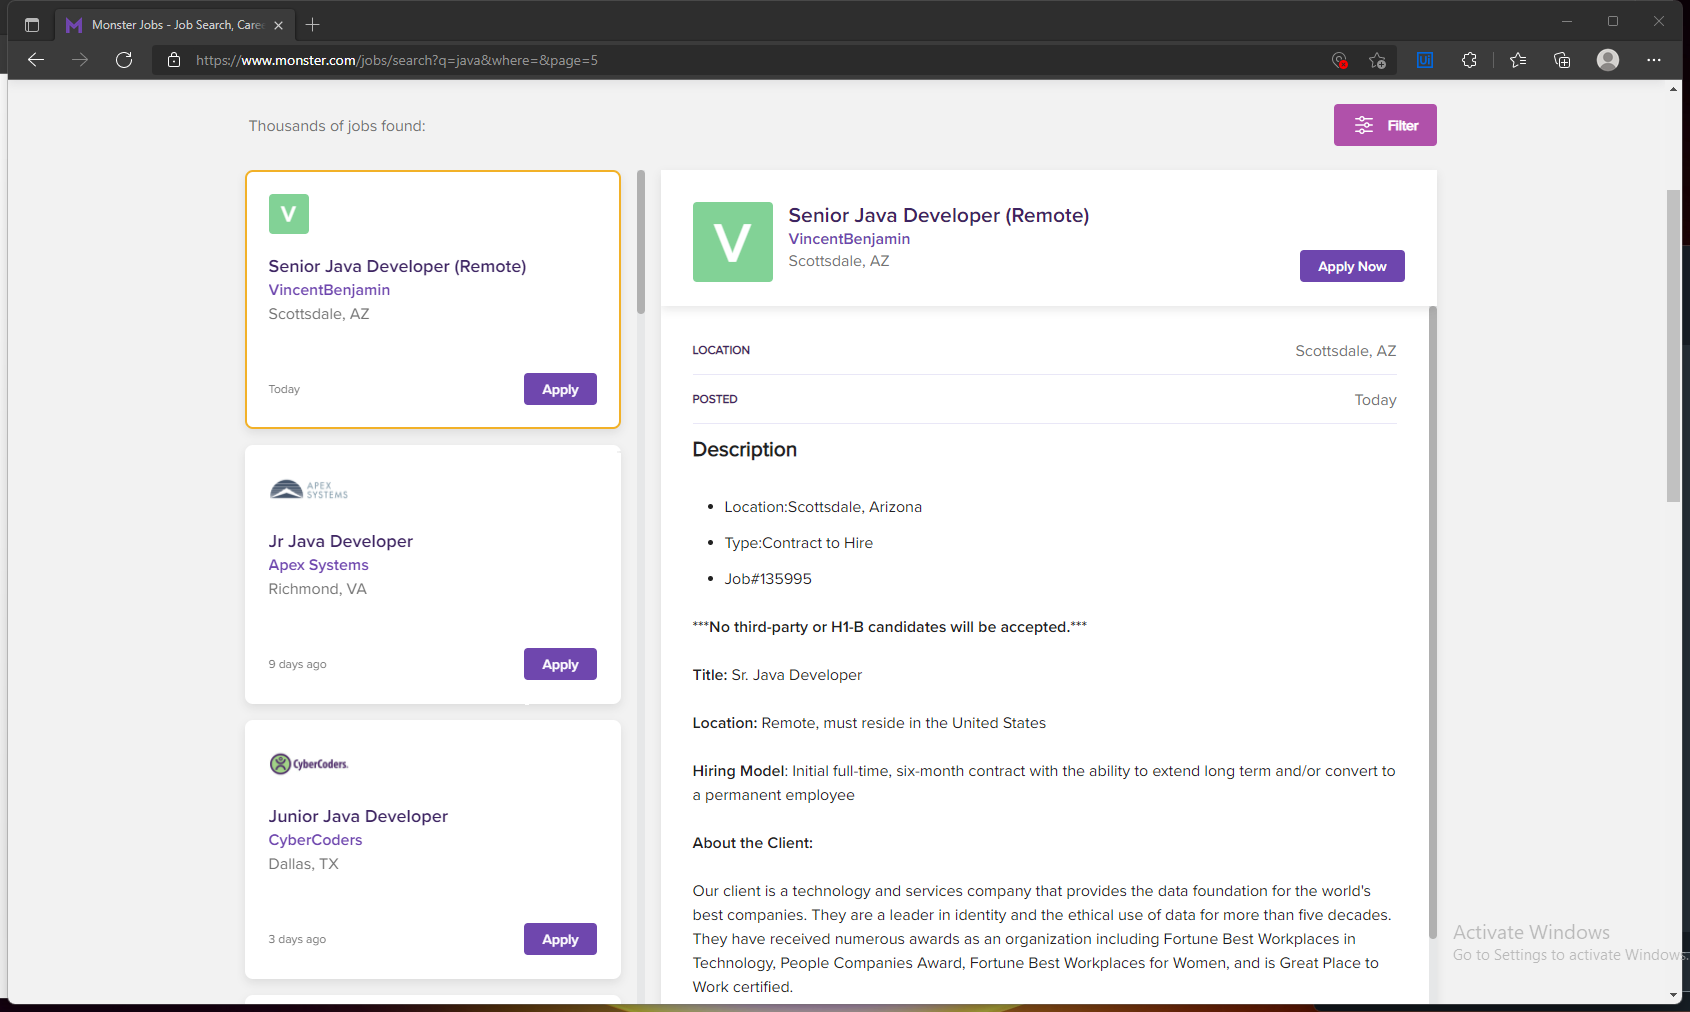 Monster Jobs - Job Search, Care
https://www.monster.com/jobs/search?q=java&where=&page=5
Thousands of jobs found:
Filter
V
Senior Java Developer (Remote)
VincentBenjamin
Scottsdale, AZ
Today
Apply
APEX
SYSTEMS
Jr Java Developer
Apex Systems
Richmond, VA
9 days ago
Apply
CyberCoders.
Junior Java Developer
CyberCoders
Dallas, TX
3 days ago
Apply
V
Senior Java Developer (Remote)
VincentBenjamin
Scottsdale, AZ
Apply Now
LOCATION Scottsdale, AZ
POSTED Today
Description
• Location:Scottsdale, Arizona
• Type:Contract to Hire
• Job#135995
***No third-party or H1-B candidates will be accepted.***
Title: Sr. Java Developer
Location: Remote, must reside in the United States
Hiring Model: Initial full-time, six-month contract with the ability to extend long term and/or convert to
a permanent employee
About the Client:
Our client is a technology and services company that provides the data foundation for the world's
best companies. They are a leader in identity and the ethical use of data for more than five decades.
They have received numerous awards as an organization including Fortune Best Workplaces in
Technology, People Companies Award, Fortune Best Workplaces for Women, and is Great Place to
Work certified.
Activate Windows
Go to Settings to activate Windows.